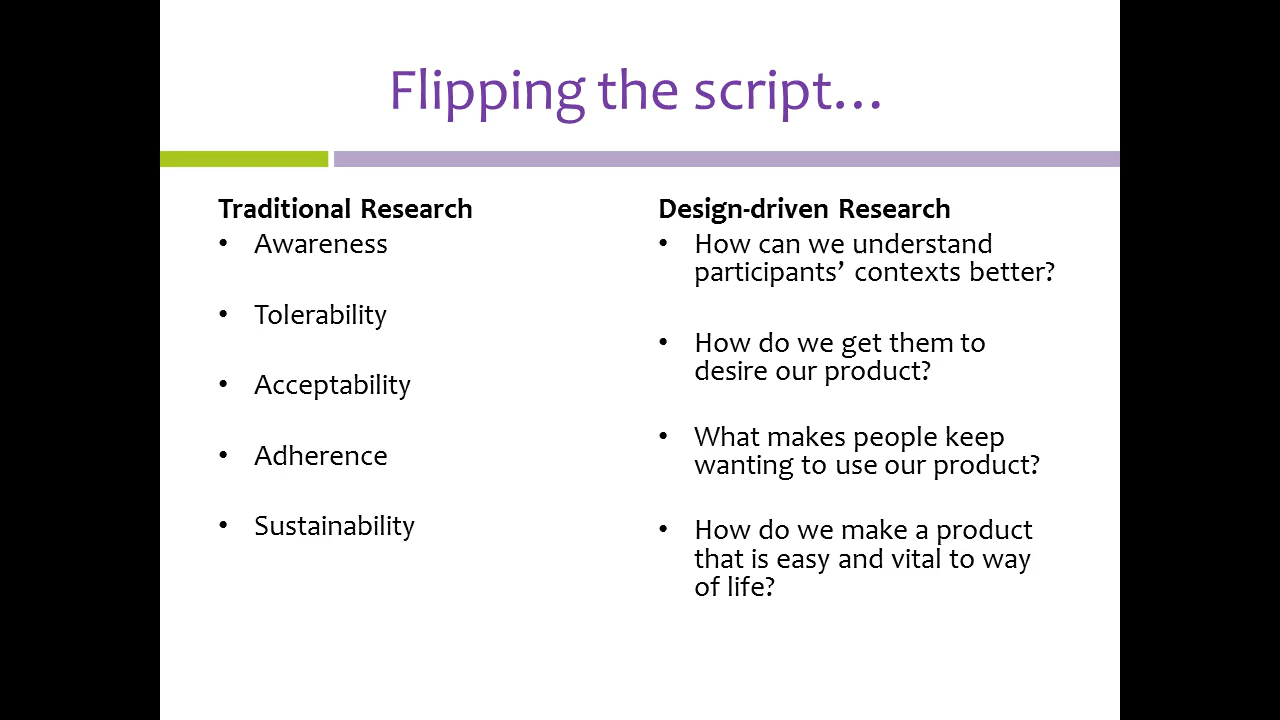 Flipping the script…
Traditional Research
• Awareness
• Tolerability
• Acceptability
• Adherence
• Sustainability
Design-driven Research
• How can we understand
participants’ contexts better?
• How do we get them to
desire our product?
• What makes people keep
wanting to use our product?
• How do we make a product
that is easy and vital to way
of life?